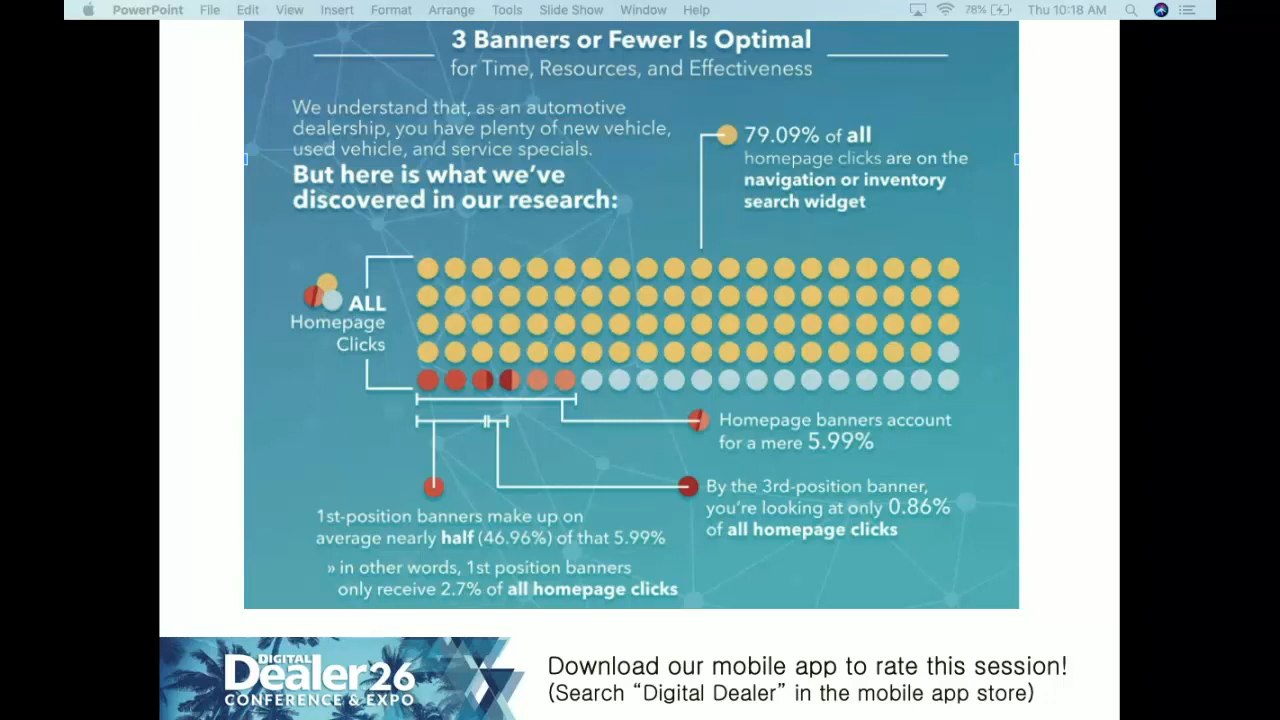 PowerPoint File Edit View Insert Format Arrange Tools Slide Show Window Help 78% Thu 10:18 AM
3 Banners or Fewer Is Optimal
for Time, Resources, and Effectiveness
We understand that, as an automotive
dealership, you have plenty of new vehicle,
used vehicle, and service specials.
But here is what we've
discovered in our research:
79.09% of all
homepage clicks are on the
navigation or inventory
search widget
ALL
Homepage
Clicks
Homepage banners account
for a mere 5.99%
By the 3rd-position banner,
you're looking at only 0.86%
of all homepage clicks
1st-position banners make up on
average nearly half (46.96%) of that 5.99%
» in other words, 1st position banners
only receive 2.7% of all homepage clicks
DIGITAL
Dealer 26
CONFERENCE & EXPO
Download our mobile app to rate this session!
(Search “Digital Dealer” in the mobile app store)